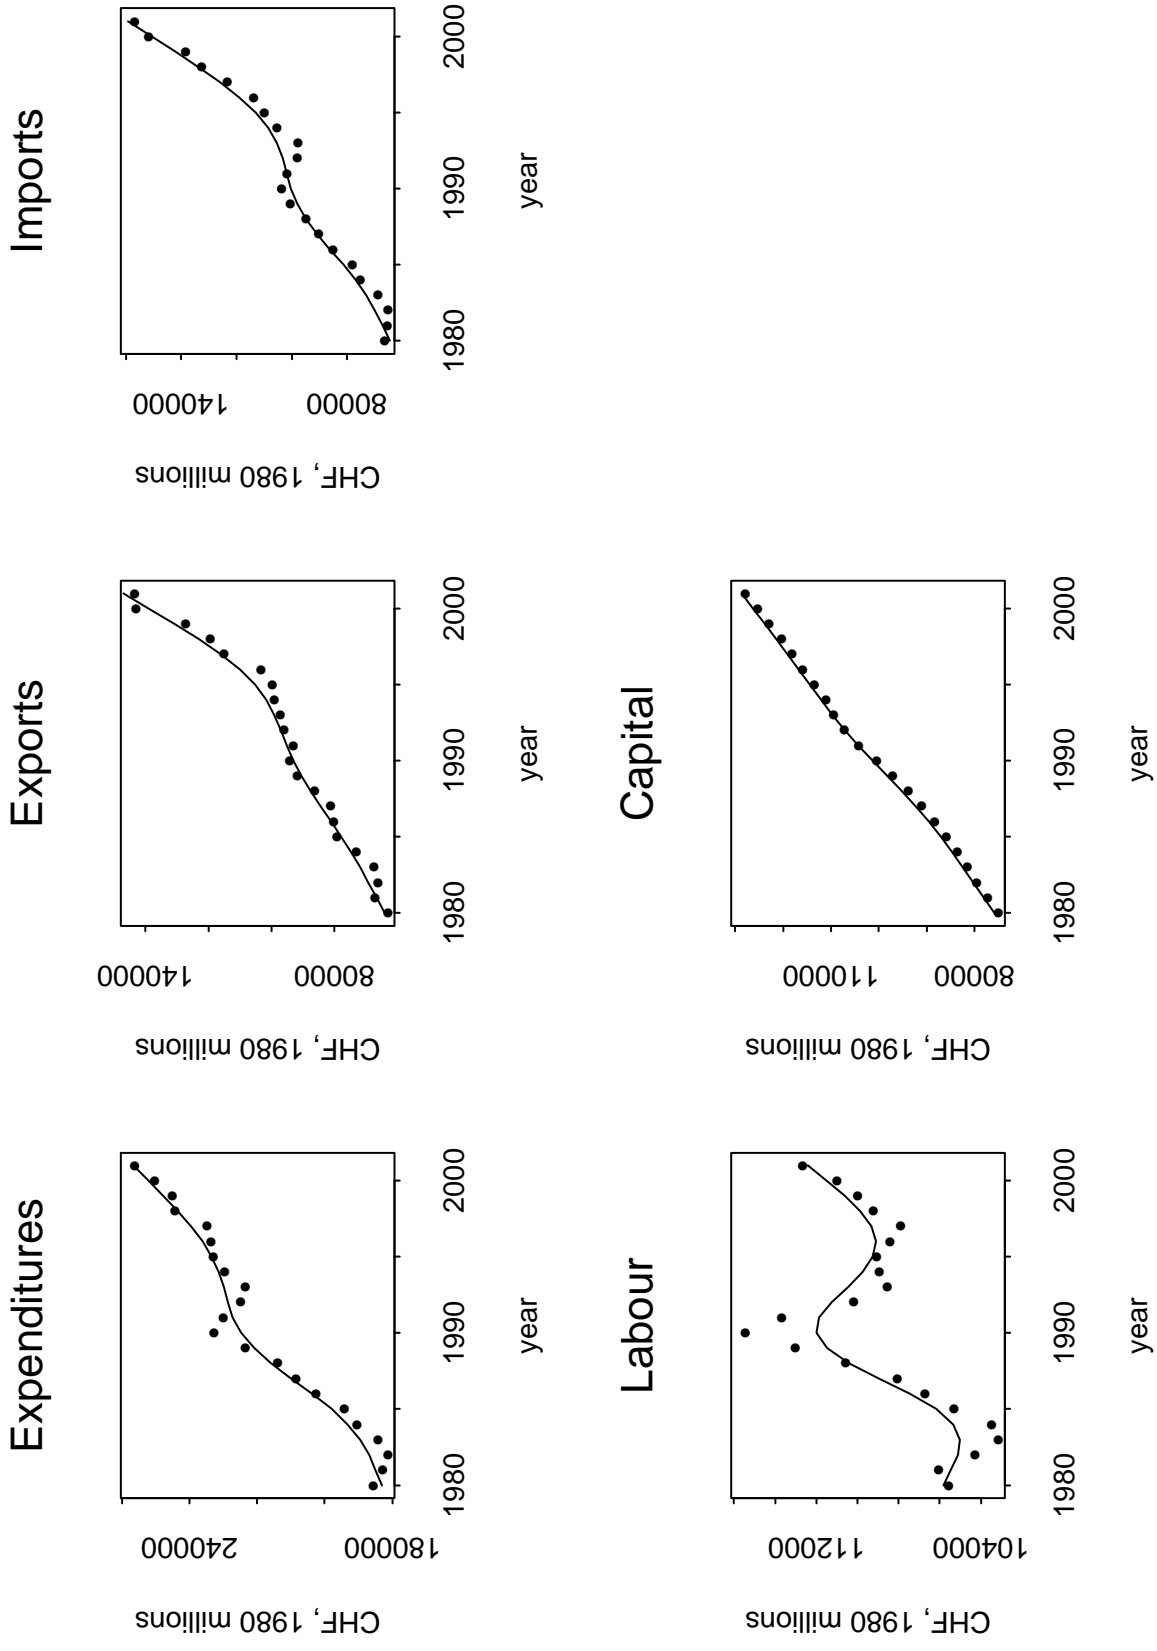 Expenditures
CHF, 1980 millions
240000
180000
1980 1990 2000
year
Exports
CHF, 1980 millions
140000
80000
1980 1990 2000
year
Imports
CHF, 1980 millions
140000
80000
1980 1990 2000
year
Labour
CHF, 1980 millions
112000
104000
1980 1990 2000
year
Capital
CHF, 1980 millions
110000
80000
1980 1990 2000
year